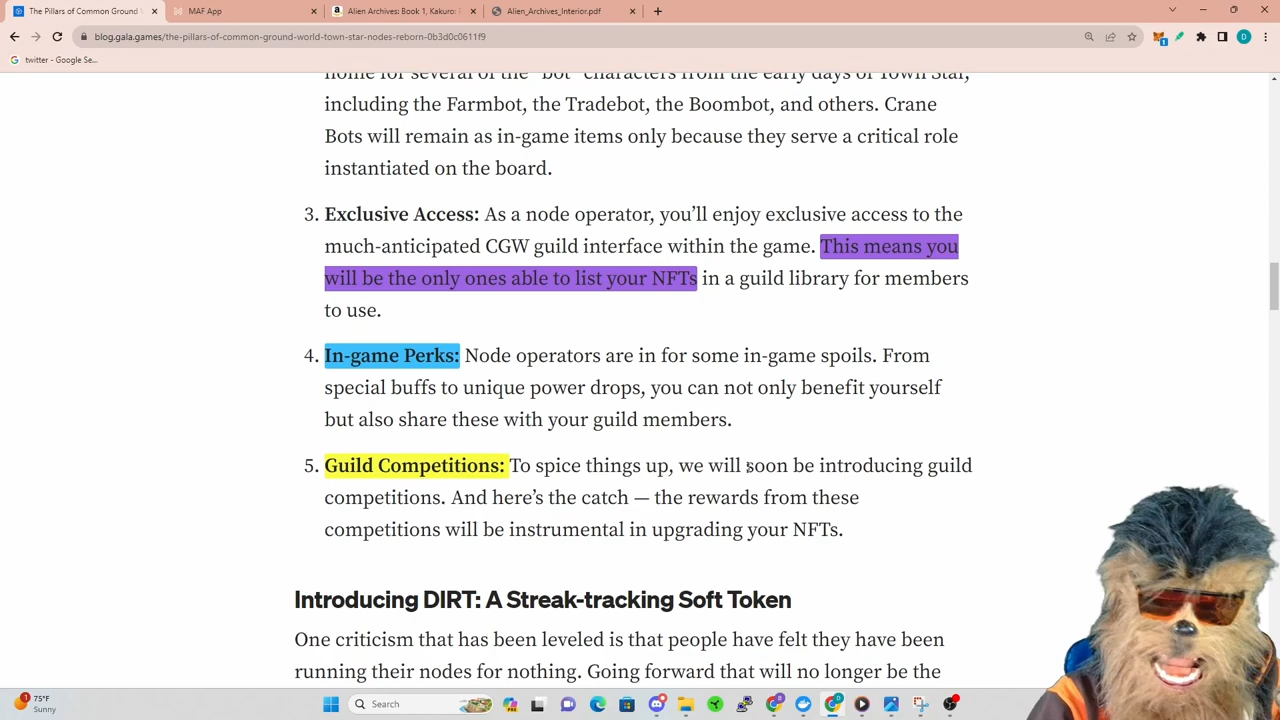 The Pillars of Common Ground W
MAF App
Alien Archives: Book 1, Kakuro:
Alien_Archives_Interior.pdf
blog.gala.games/the-pillars-of-common-ground-world-town-star-nodes-reborn-0b3d0c0611f9
twitter - Google Se...
home for several of the "bot" characters from the early days of Town Star,
including the Farmbot, the Tradebot, the Boombot, and others. Crane
Bots will remain as in-game items only because they serve a critical role
instantiated on the board.
3. Exclusive Access: As a node operator, you'll enjoy exclusive access to the
much-anticipated CGW guild interface within the game. This means you
will be the only ones able to list your NFTs in a guild library for members
to use.
4. In-game Perks: Node operators are in for some in-game spoils. From
special buffs to unique power drops, you can not only benefit yourself
but also share these with your guild members.
5. Guild Competitions: To spice things up, we will soon be introducing guild
competitions. And here's the catch — the rewards from these
competitions will be instrumental in upgrading your NFTs.
Introducing DIRT: A Streak-tracking Soft Token
One criticism that has been leveled is that people have felt they have been
running their nodes for nothing. Going forward that will no longer be the
75°F
Sunny
Search